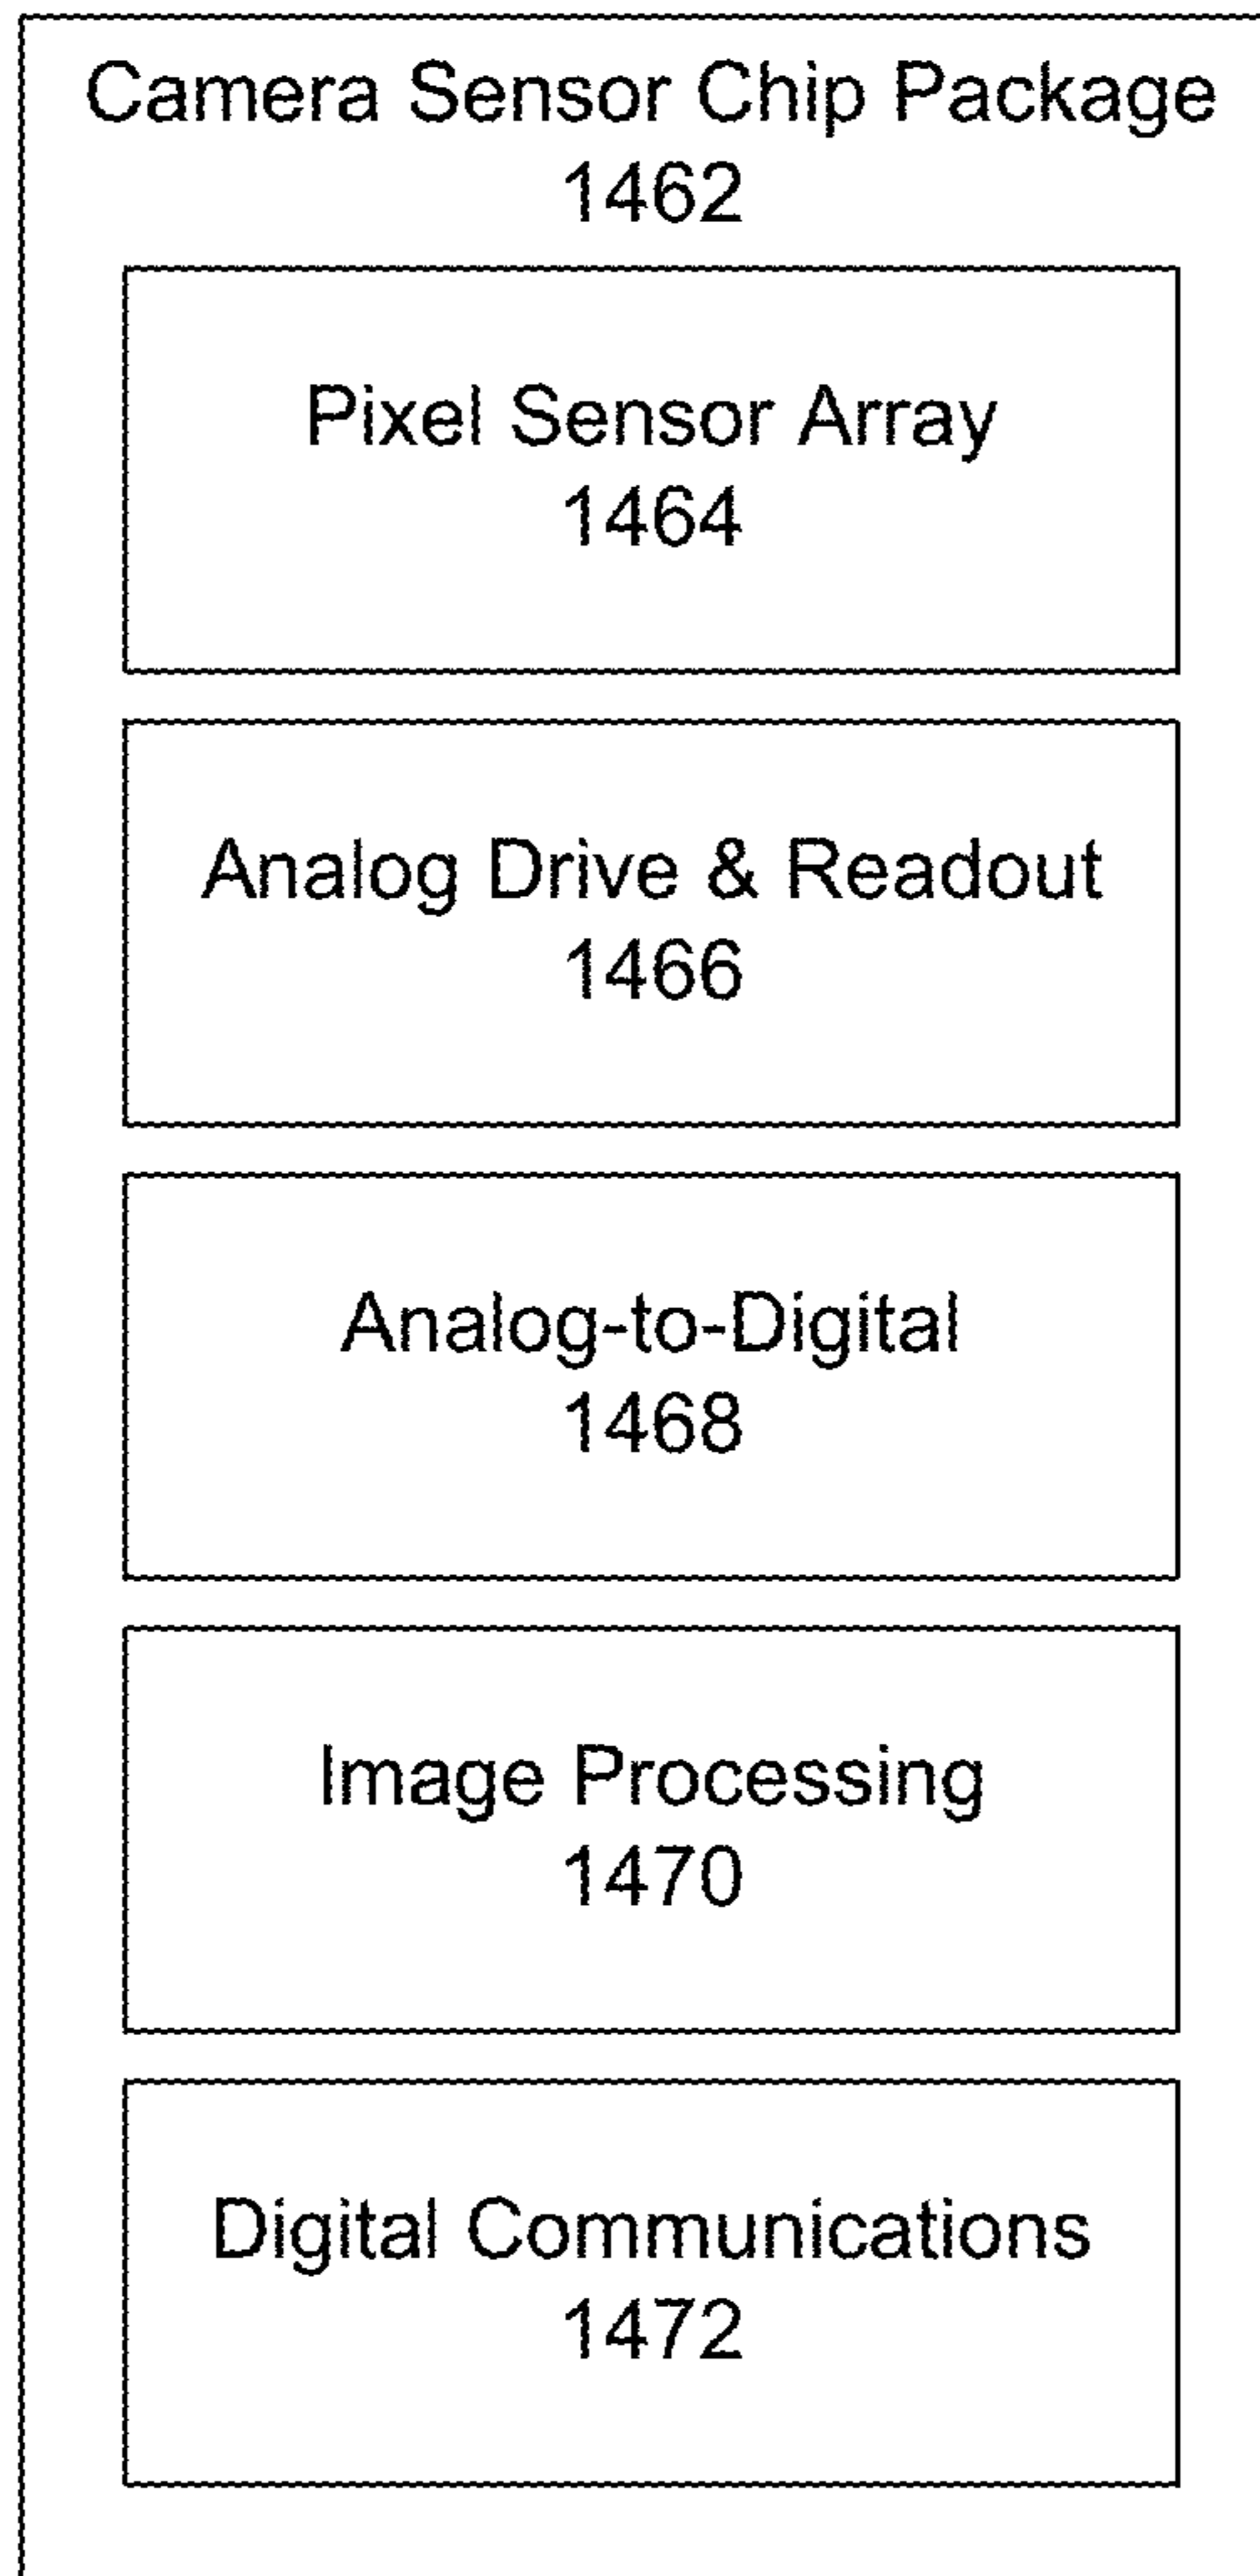 Camera Sensor Chip Package
1462
Pixel Sensor Array
1464
Analog Drive & Readout
1466
Analog-to-Digital
1468
Image Processing
1470
Digital Communications
1472